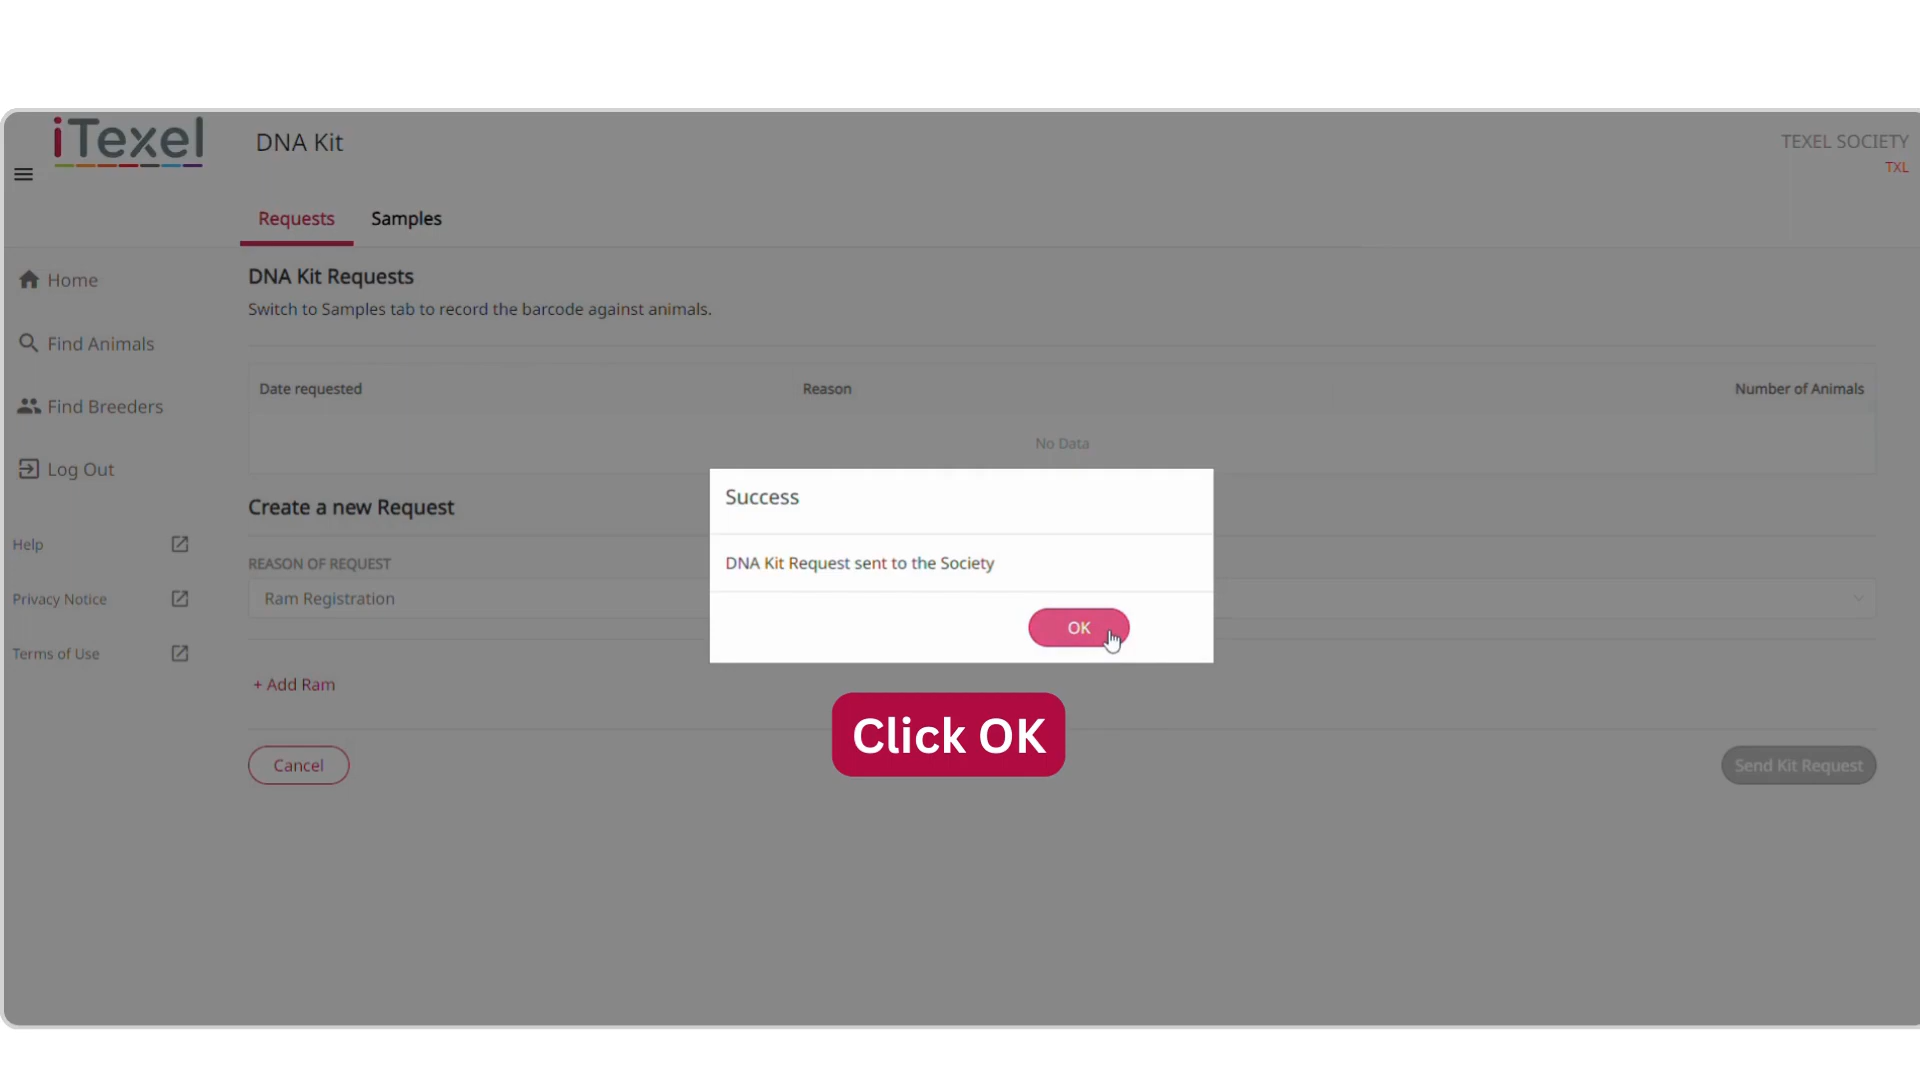 iTexel
DNA Kit
TEXEL SOCIETY
TXL
Requests
Samples
Home
Find Animals
Find Breeders
Log Out
Help
Privacy Notice
Terms of Use
DNA Kit Requests
Switch to Samples tab to record the barcode against animals.
Date requested
Reason
Number of Animals
No Data
Create a new Request
REASON OF REQUEST
Ram Registration
+ Add Ram
Cancel
Send Kit Request
Success
DNA Kit Request sent to the Society
OK
Click OK